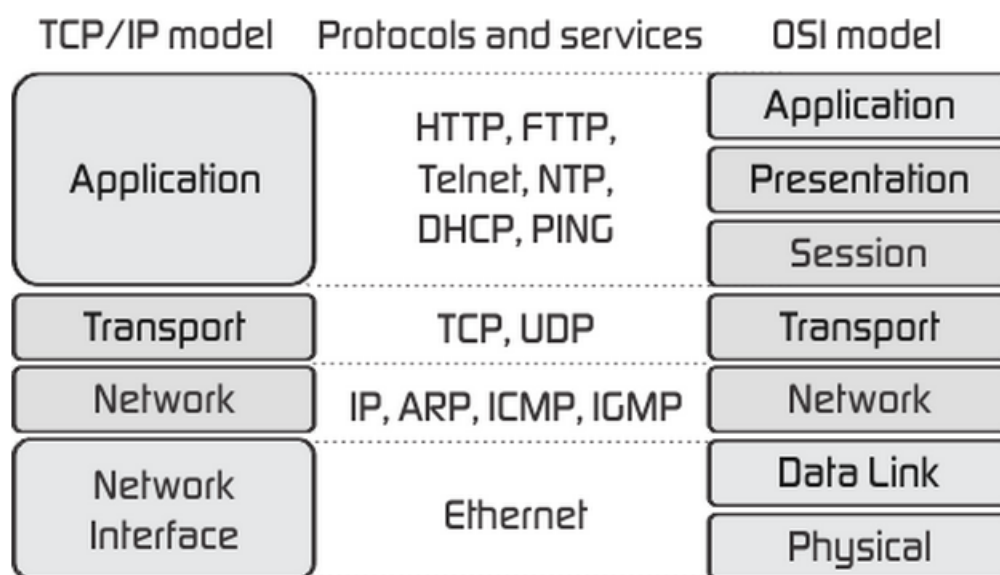 TCP/IP model
Protocols and services
OSI model
Application
HTTP, FTTP,
Telnet, NTP,
DHCP, PING
Application
Presentation
Session
Transport
TCP, UDP
Transport
Network
IP, ARP, ICMP, IGMP
Network
Network
Interface
Ethernet
Data Link
Physical